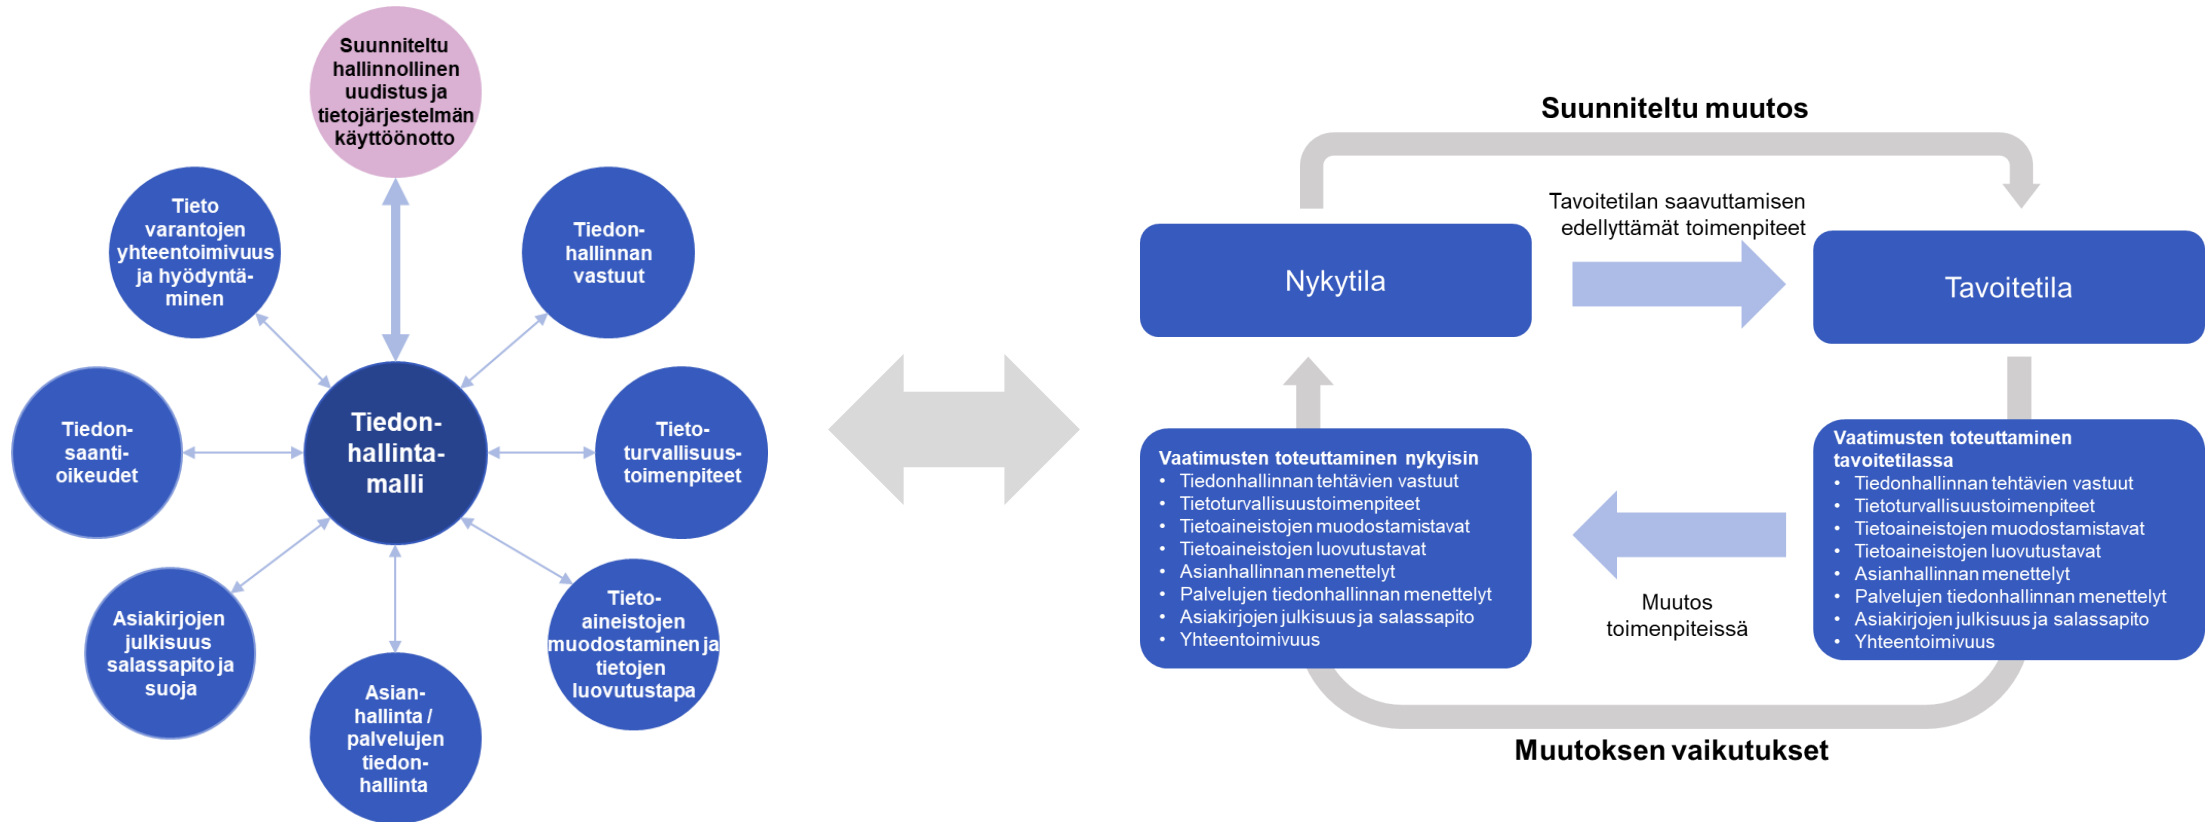 Suunniteltu
hallinnollinen
uudistus ja
tietojärjestelmän
käyttöönotto
Tieto
varantojen
yhteentoimivuus
ja hyödyntä-
minen
Tiedon-
hallinnan
vastuut
Tiedon-
saanti-
oikeudet
Tiedon-
hallinta-
malli
Tieto-
turvallisuus-
toimenpiteet
Asiakirjojen
julkisuus
salassapito ja
suoja
Asian-
hallinta /
palvelujen
tiedon-
hallinta
Tieto-
aineistojen
muodostaminen ja
tietojen
luovutustapa
Suunniteltu muutos
Nykytila
Tavoitetilan saavuttamisen
edellyttämät toimenpiteet
Tavoitetila
Vaatimusten toteuttaminen nykyisin
• Tiedonhallinnan tehtävien vastuut
• Tietoturvallisuustoimenpiteet
• Tietoaineistojen muodostamistavat
• Tietoaineistojen luovutustavat
• Asianhallinnan menettelyt
• Palvelujen tiedonhallinnan menettelyt
• Asiakirjojen julkisuus ja salassapito
• Yhteentoimivuus
Muutos
toimenpiteissä
Vaatimusten toteuttaminen
tavoitetilassa
• Tiedonhallinnan tehtävien vastuut
• Tietoturvallisuustoimenpiteet
• Tietoaineistojen muodostamistavat
• Tietoaineistojen luovutustavat
• Asianhallinnan menettelyt
• Palvelujen tiedonhallinnan menettelyt
• Asiakirjojen julkisuus ja salassapito
• Yhteentoimivuus
Muutoksen vaikutukset